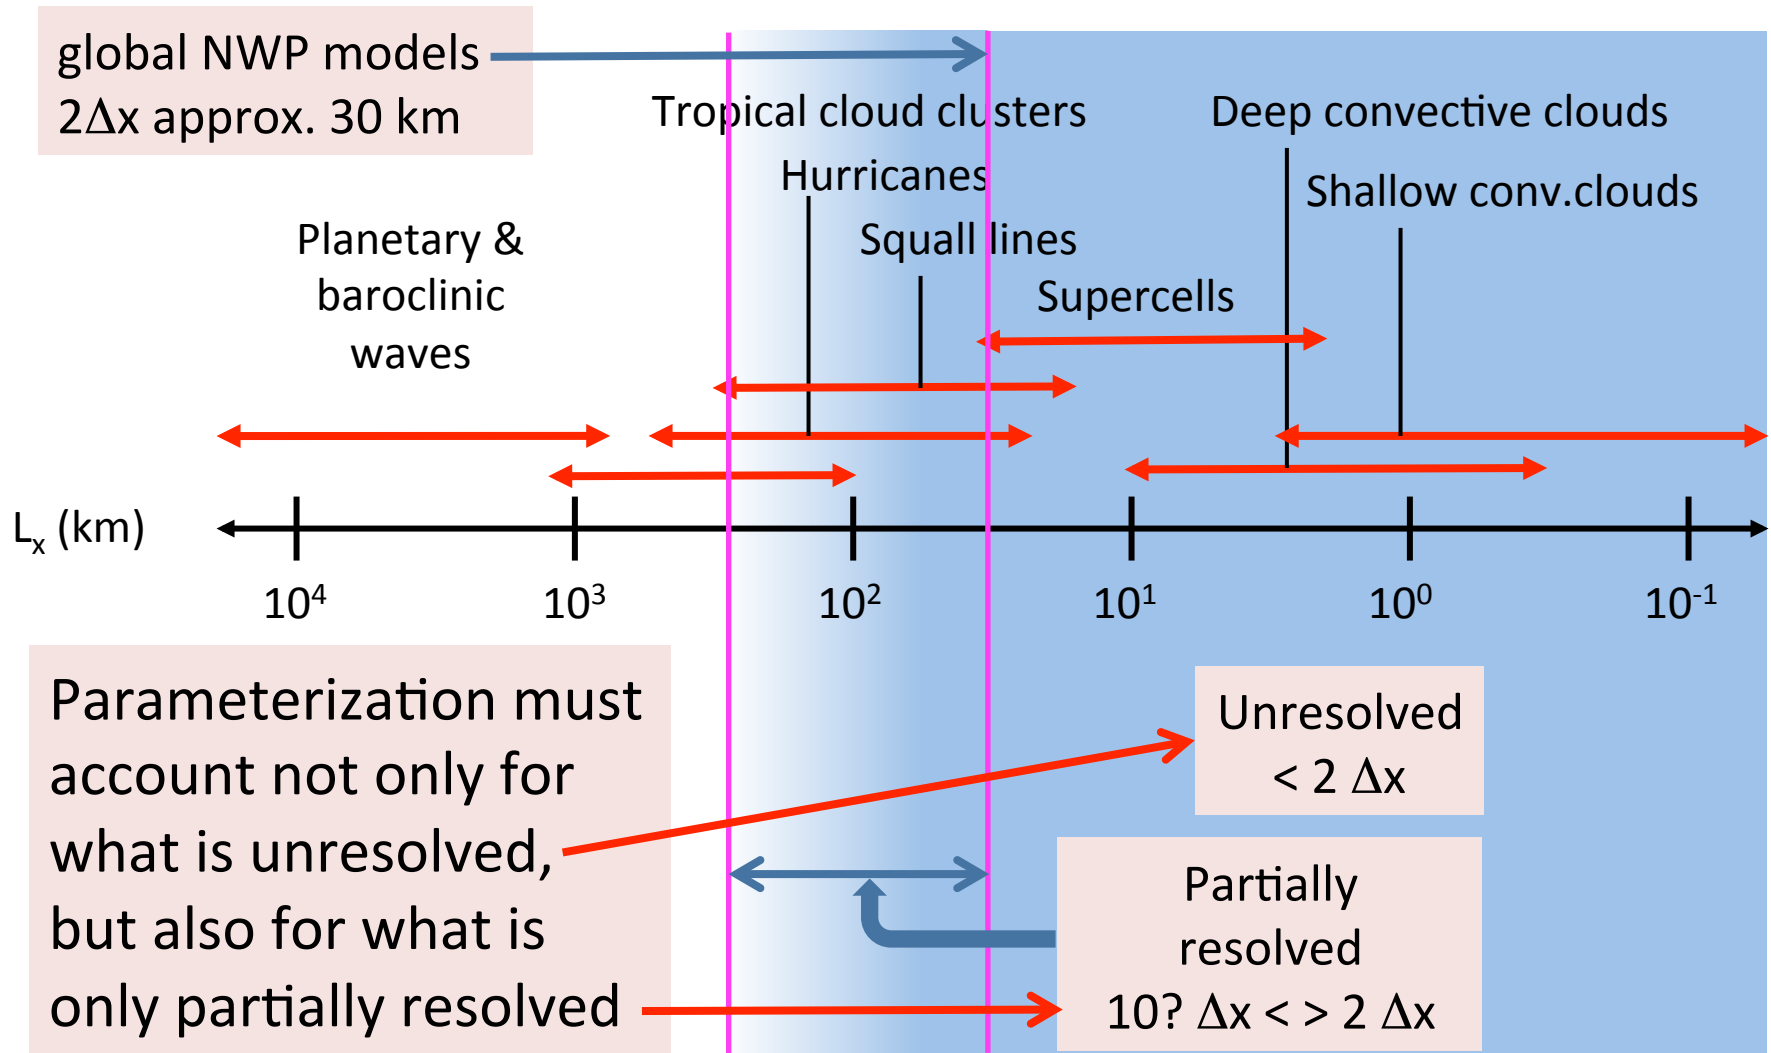 global NWP models
2Δx approx. 30 km
Tropical cloud clusters
Deep convective clouds
Hurricanes
Shallow conv.clouds
Planetary &
baroclinic
waves
Squall lines
Supercells
Lₓ (km)
10⁴
10³
10²
10¹
10⁰
10⁻¹
Parameterization must
account not only for
what is unresolved,
but also for what is
only partially resolved
Unresolved
< 2 Δx
Partially
resolved
10? Δx < > 2 Δx